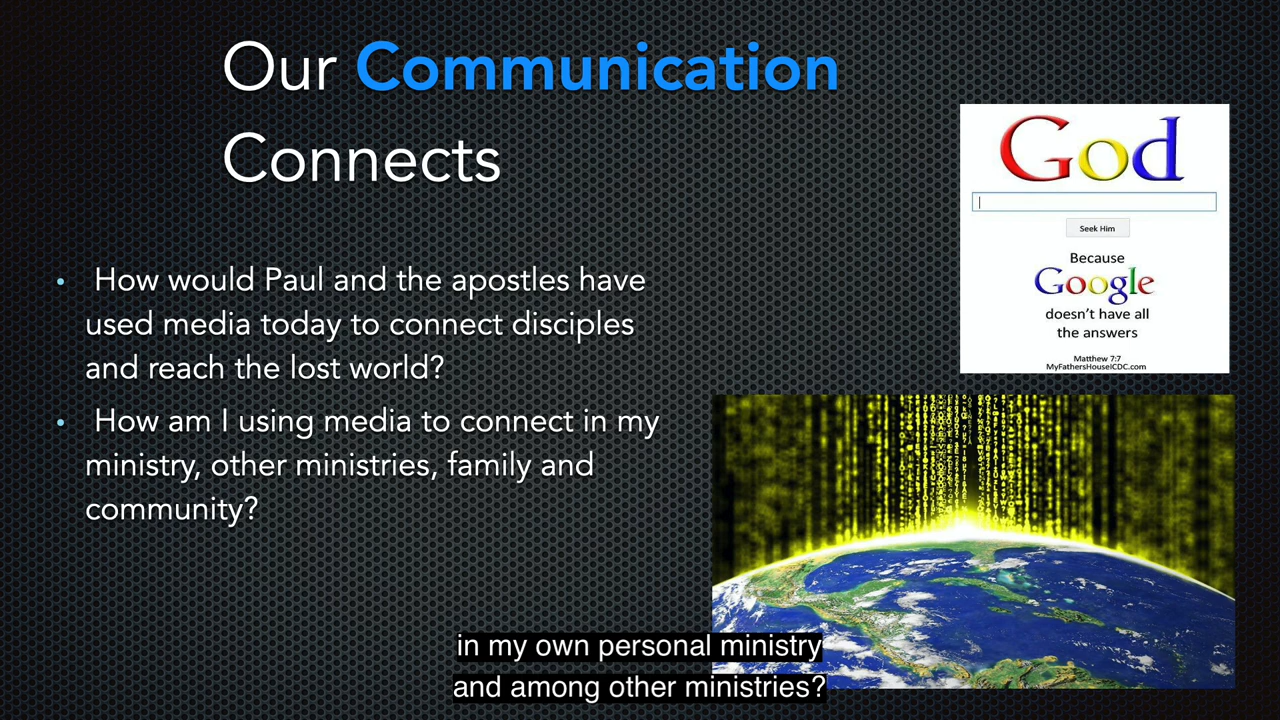 Our Communication
Connects
• How would Paul and the apostles have
used media today to connect disciples
and reach the lost world?
• How am I using media to connect in my
ministry, other ministries, family and
community?
God
Seek Him
Because
Google
doesn't have all
the answers
Matthew 7:7
MyFathersHouseICDC.com
in my own personal ministry
and among other ministries?